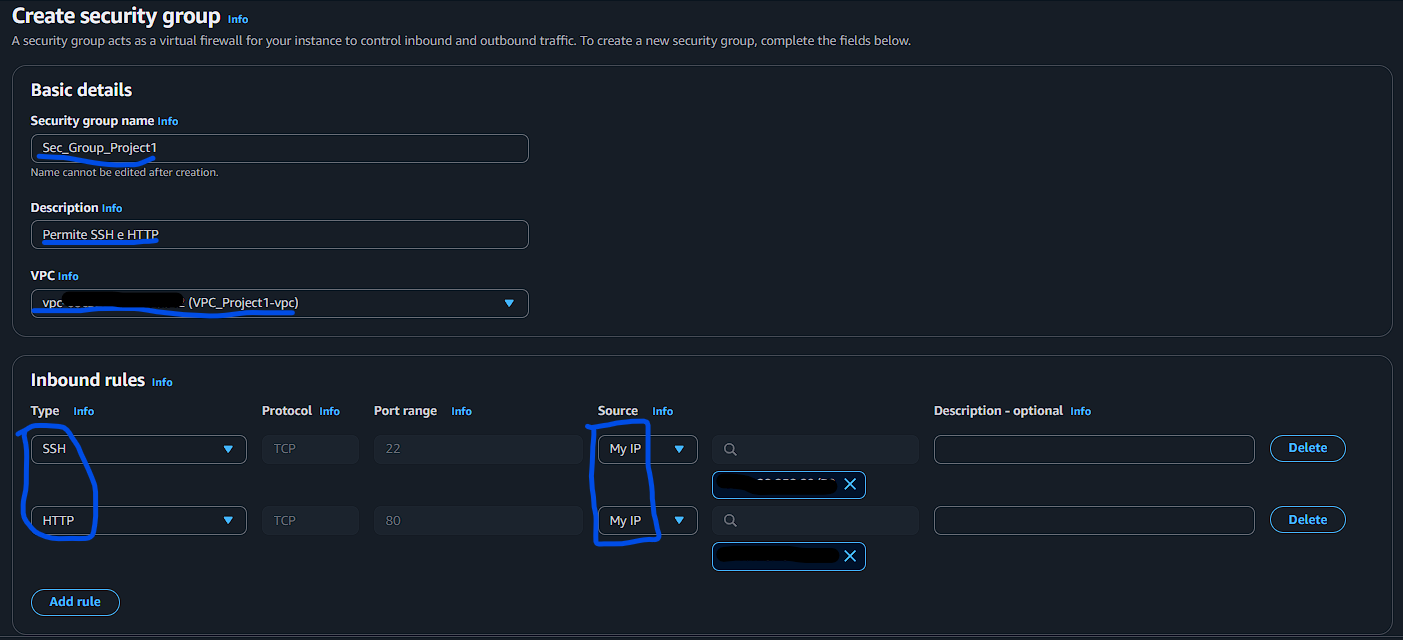 Create security group Info
A security group acts as a virtual firewall for your instance to control inbound and outbound traffic. To create a new security group, complete the fields below.
Basic details
Security group name Info
Sec_Group_Project1
Name cannot be edited after creation.
Description Info
Permite SSH e HTTP
VPC Info
vpc (VPC_Project1-vpc)
Inbound rules Info
Type Info Protocol Info Port range Info Source Info Description - optional Info
SSH TCP 22 My IP Delete
HTTP TCP 80 My IP Delete
Add rule